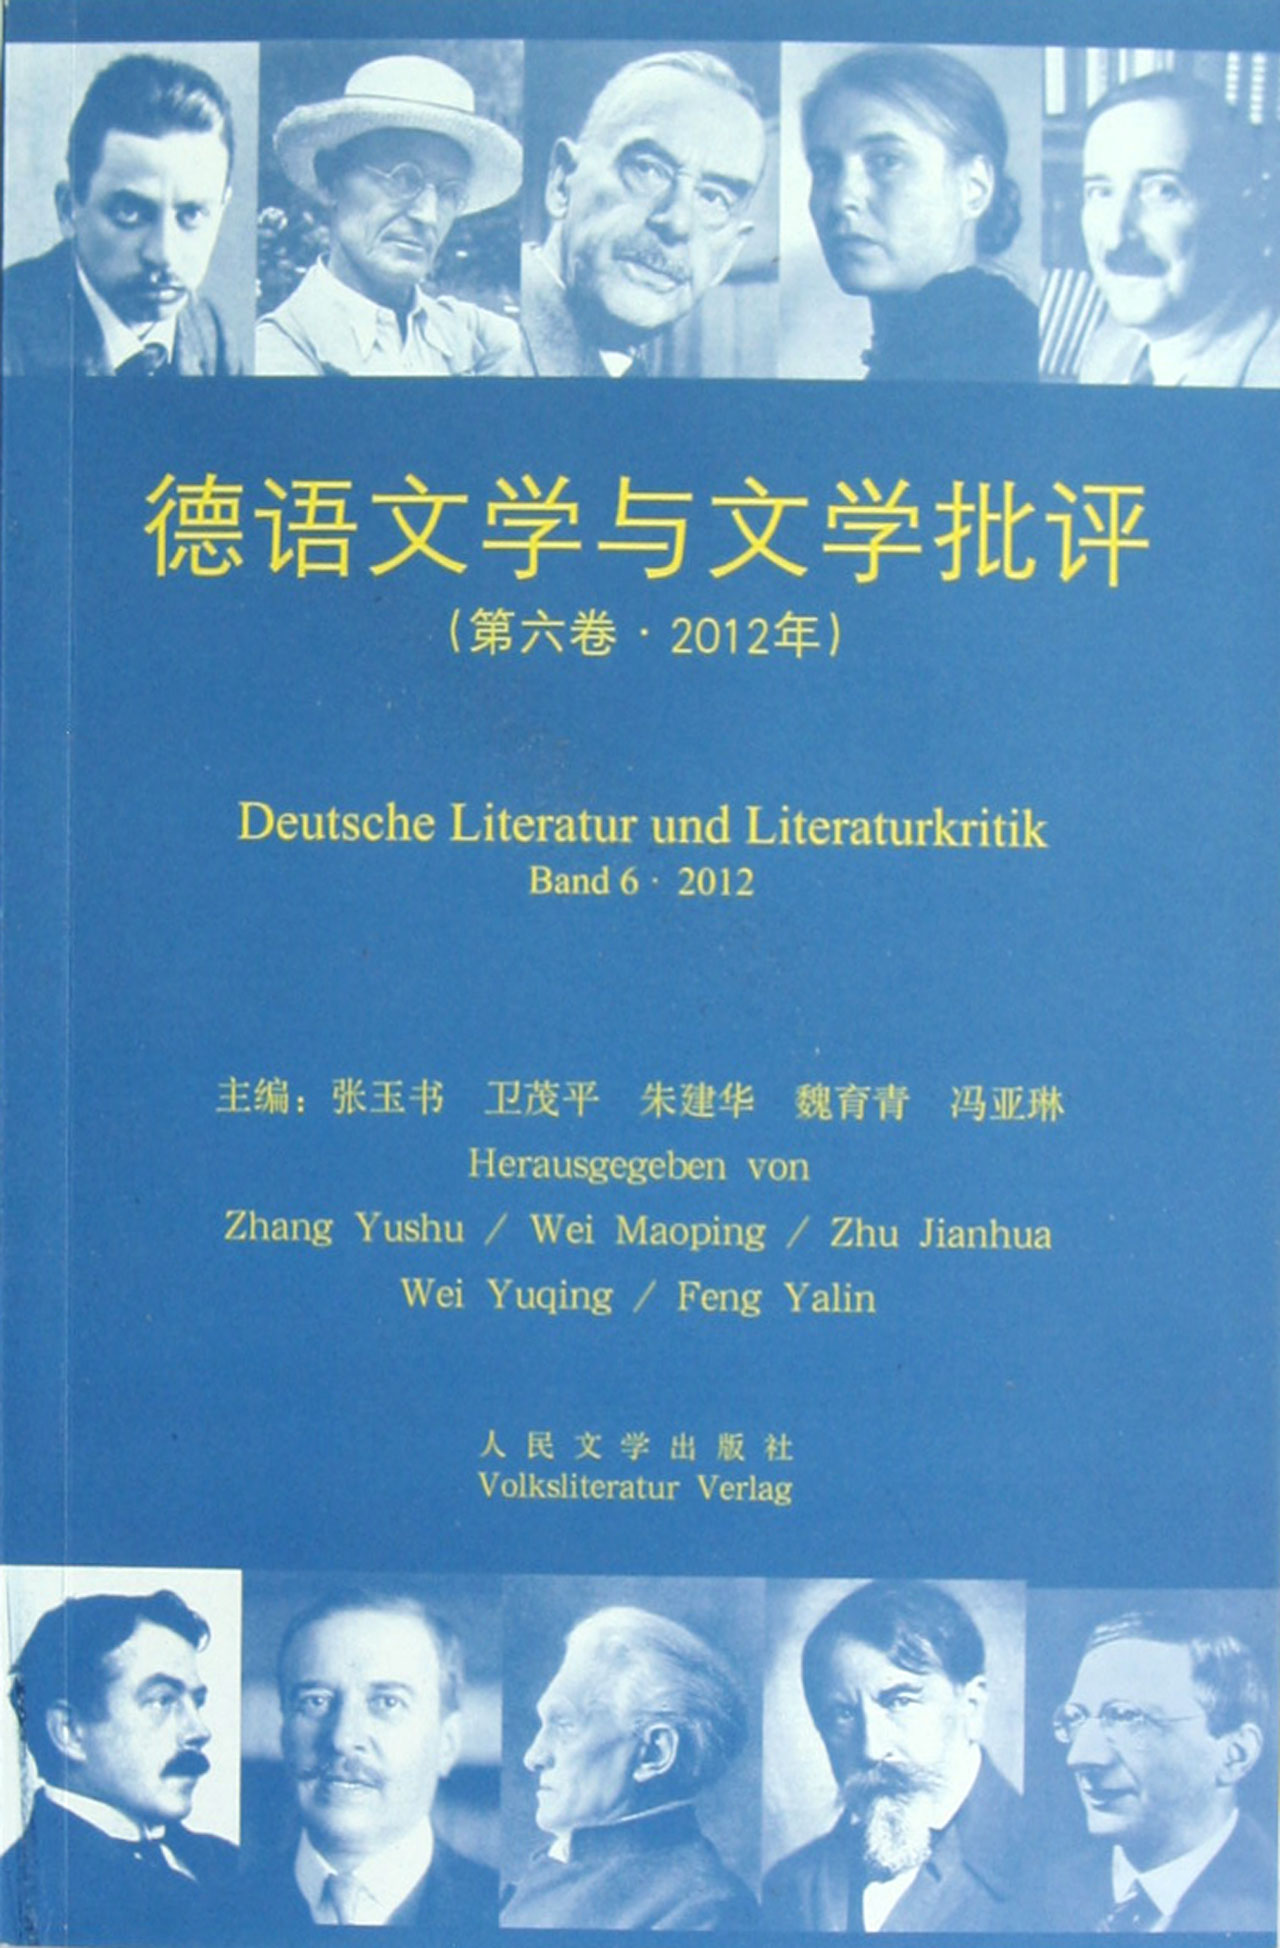 德语文学与文学批评
(第六卷·2012年)
Deutsche Literatur und Literaturkritik
Band 6 · 2012
主编：张玉书 卫茂平 朱建华 魏育青 冯亚琳
Herausgegeben von
Zhang Yushu / Wei Maoping / Zhu Jianhua
Wei Yuqing / Feng Yalin
人民文学出版社
Volksliteratur Verlag